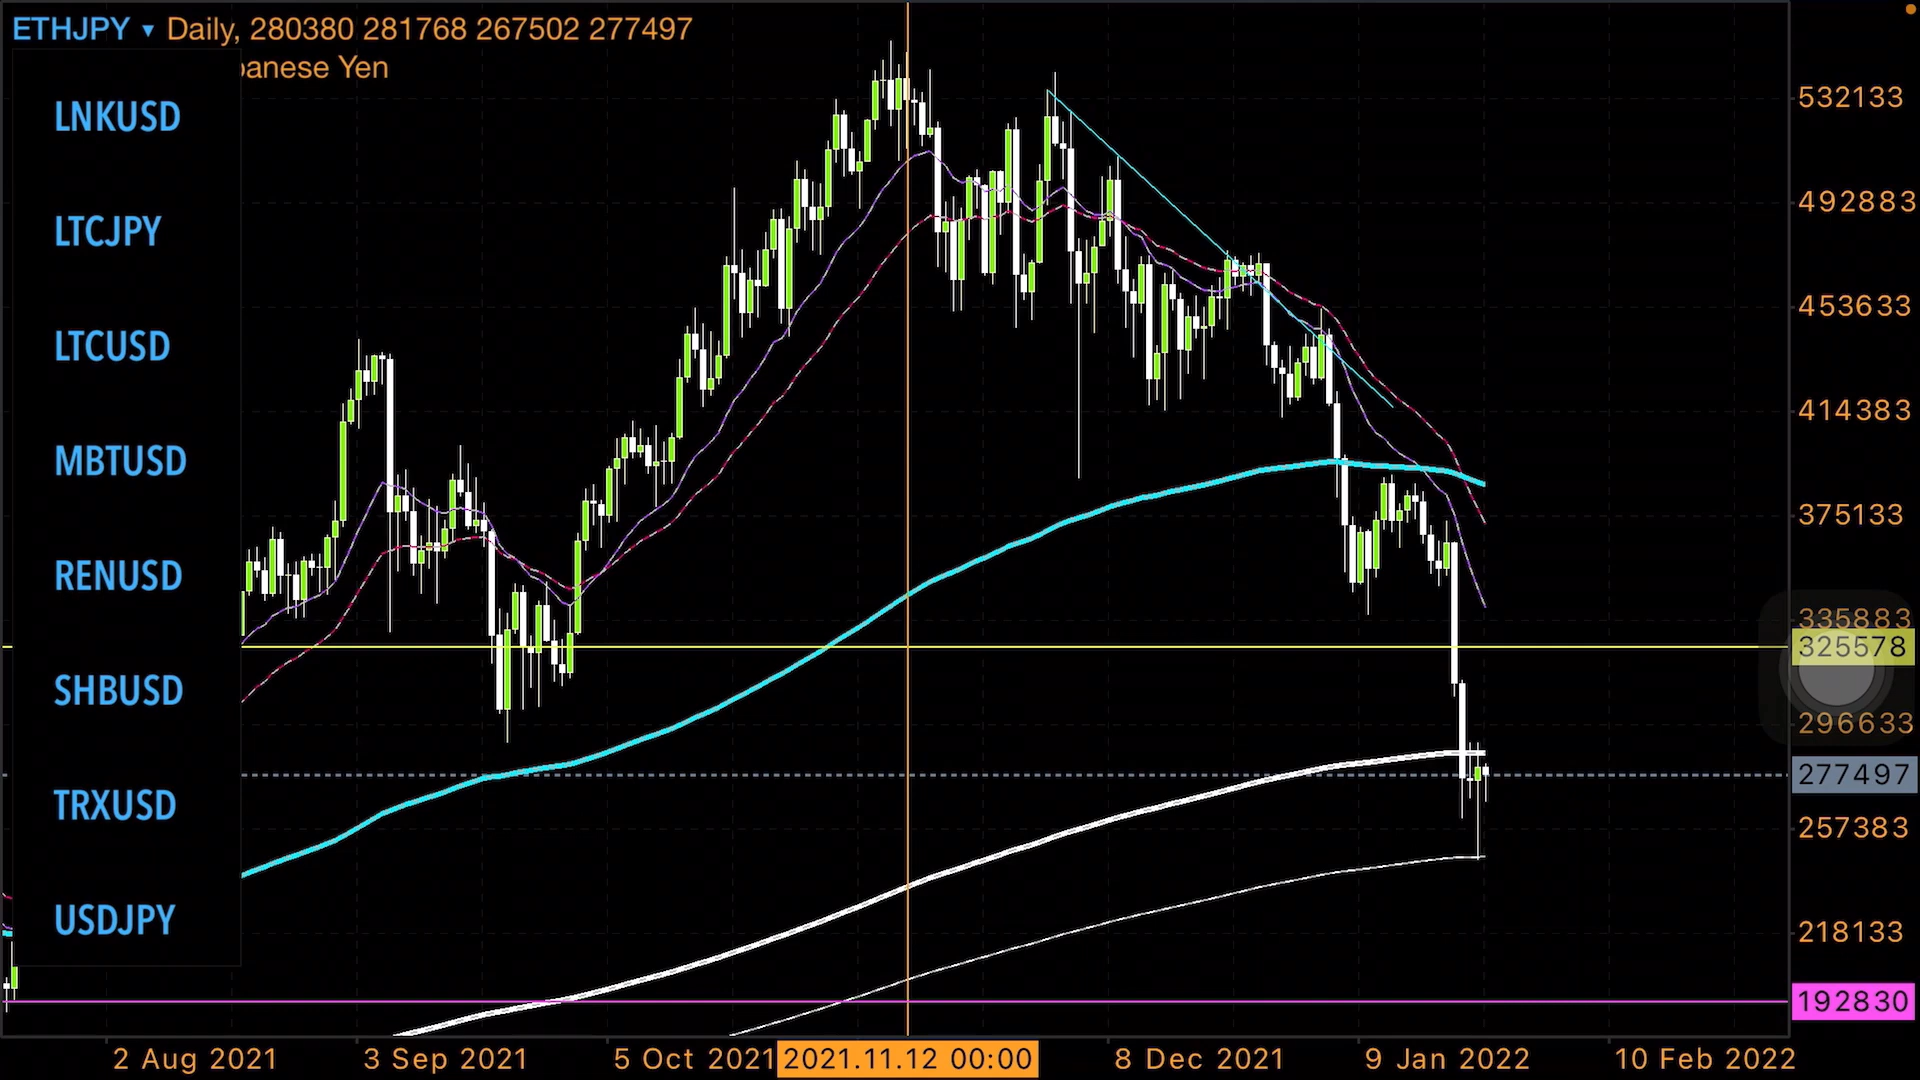 ETHJPY ▾ Daily, 280380 281768 267502 277497
panese Yen
LNKUSD
LTCJPY
LTCUSD
MBTUSD
RENUSD
SHBUSD
TRXUSD
USDJPY
532133
492883
453633
414383
375133
335883
325578
296633
277497
257383
218133
192830
2 Aug 2021
3 Sep 2021
5 Oct 2021
2021.11.12 00:00
8 Dec 2021
9 Jan 2022
10 Feb 2022